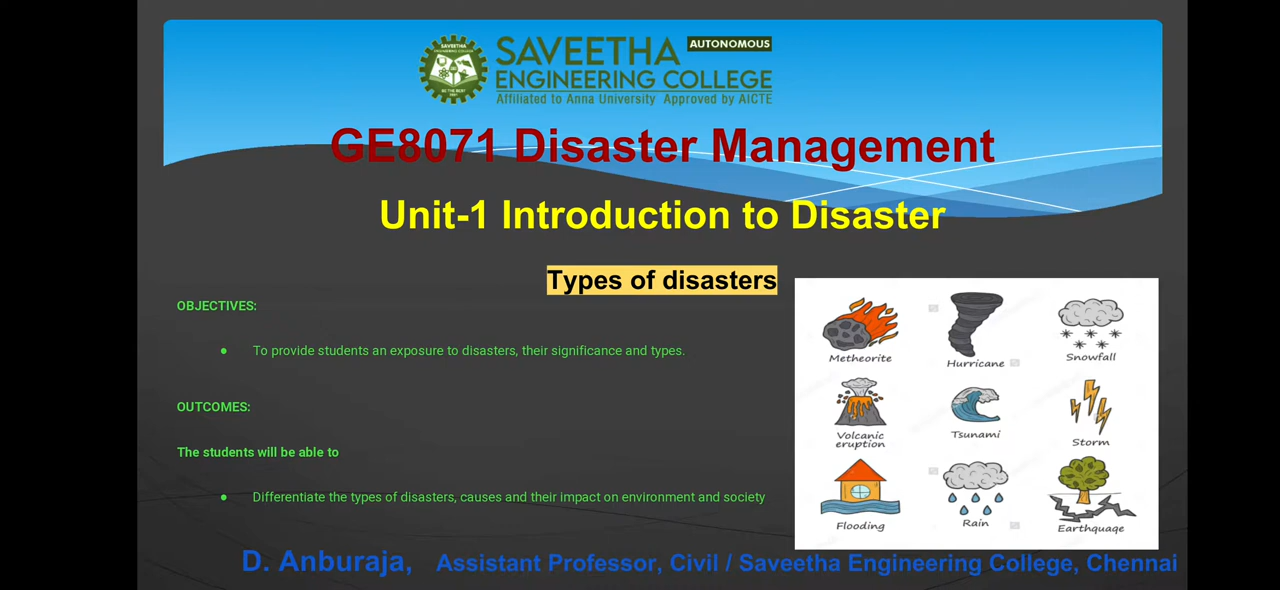 SAVEETHA AUTONOMOUS
ENGINEERING COLLEGE
Affiliated to Anna University Approved by AICTE
GE8071 Disaster Management
Unit-1 Introduction to Disaster
Types of disasters
OBJECTIVES:
● To provide students an exposure to disasters, their significance and types.
OUTCOMES:
The students will be able to
● Differentiate the types of disasters, causes and their impact on environment and society
Metheorite
Hurricane
Snowfall
Volcanic
eruption
Tsunami
Storm
Flooding
Rain
Earthquaqe
D. Anburaja, Assistant Professor, Civil / Saveetha Engineering College, Chennai